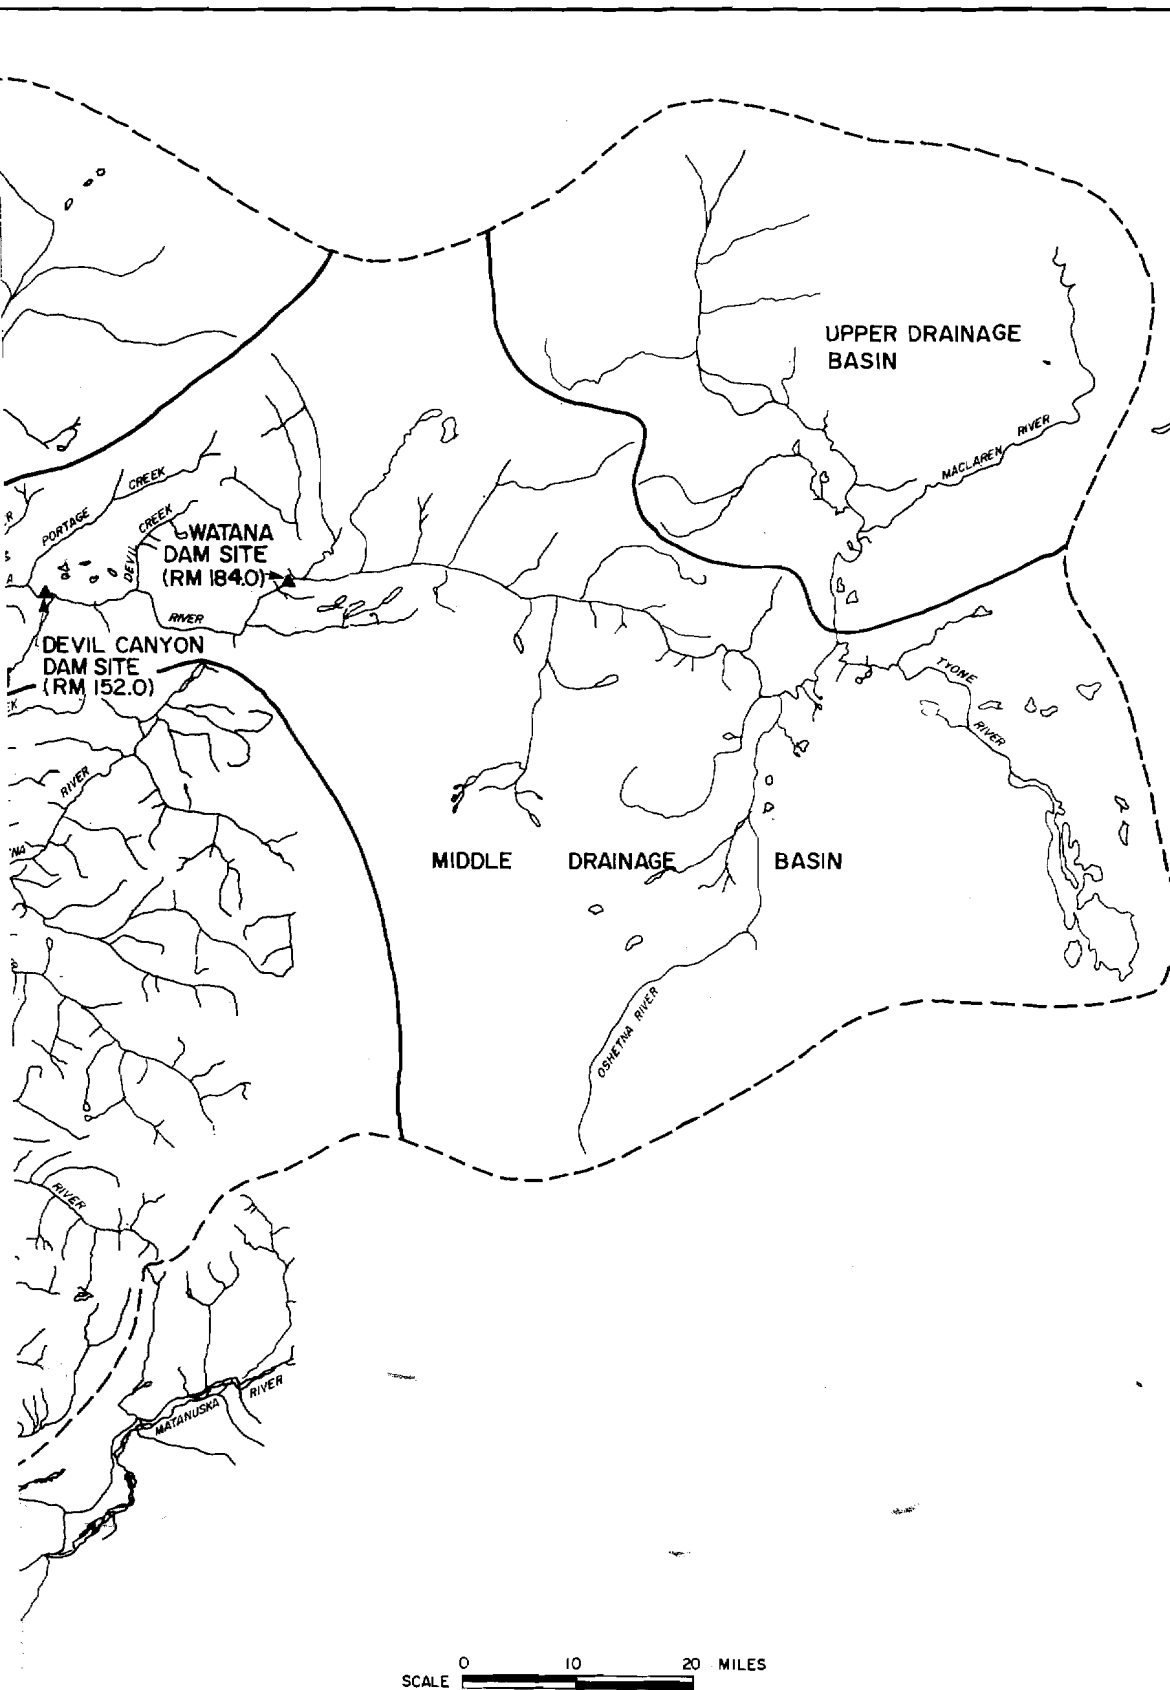 UPPER DRAINAGE
BASIN
MACLAREN RIVER
PORTAGE CREEK
DEVIL CREEK
WATANA
DAM SITE
(RM 184.0)
RIVER
DEVIL CANYON
DAM SITE
(RM 152.0)
TYONE
RIVER
RIVER
MIDDLE DRAINAGE BASIN
OSHETNA RIVER
RIVER
MATANUSKA RIVER
0 10 20 MILES
SCALE